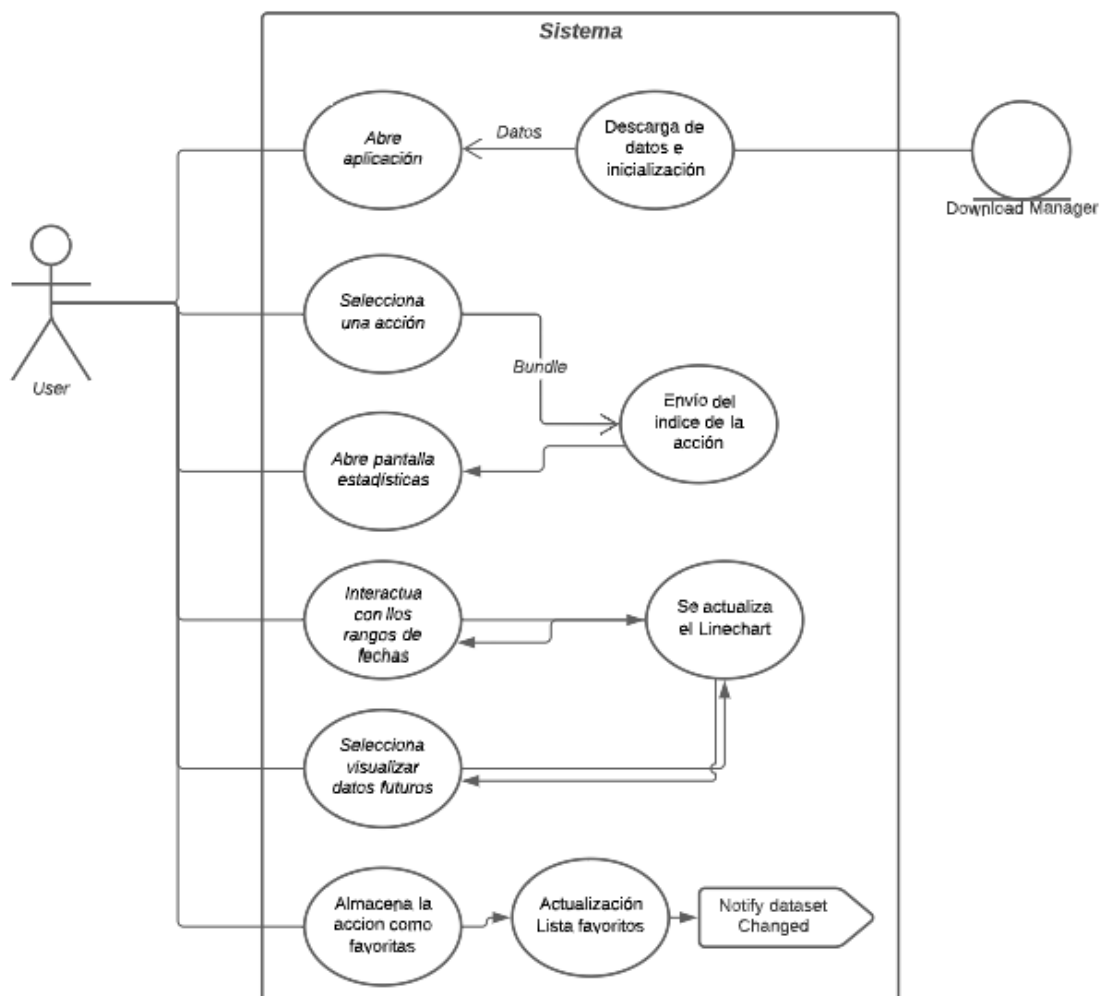 Sistema
Abre
aplicación
Datos
Descarga de
datos e
inicialización
Download Manager
User
Selecciona
una acción
Bundle
Envío del
indice de la
acción
Abre pantalla
estadísticas
Interactua
con llos
rangos de
fechas
Se actualiza
el Linechart
Selecciona
visualizar
datos futuros
Almacena la
accion como
favoritas
Actualización
Lista favoritos
Notify dataset
Changed